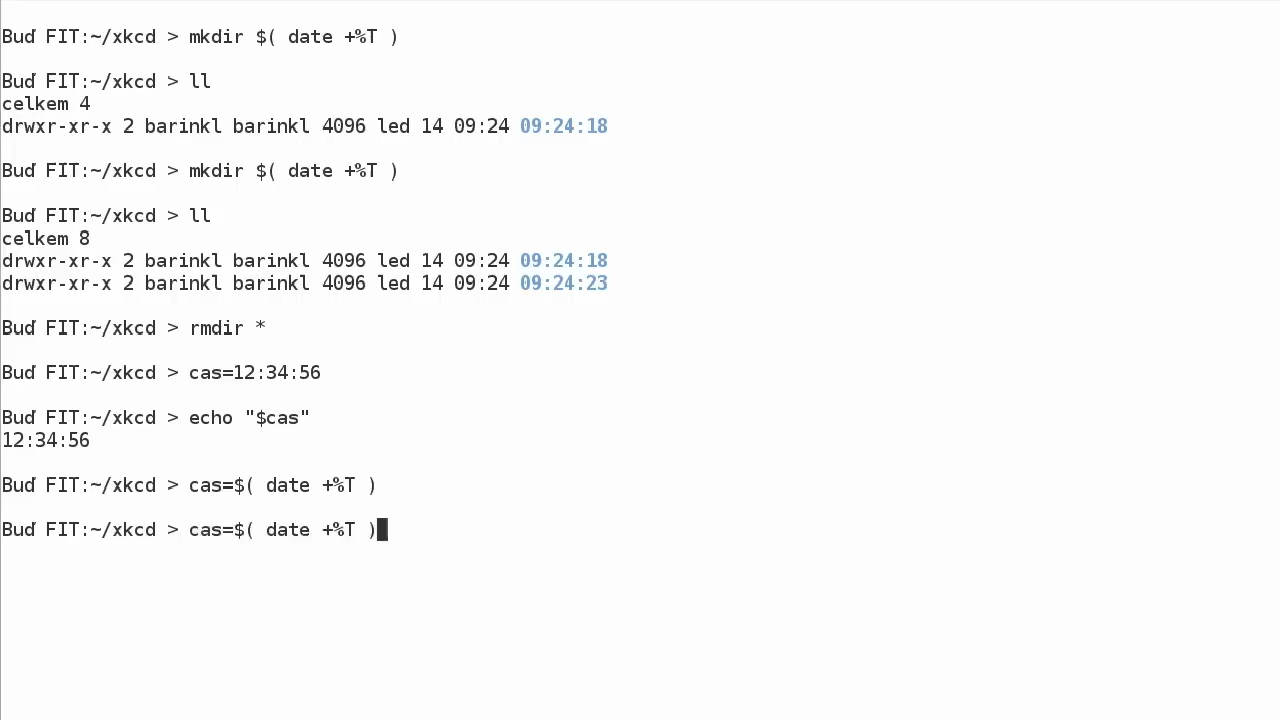 Buď FIT:~/xkcd > mkdir $( date +%T )
Buď FIT:~/xkcd > ll
celkem 4
drwxr-xr-x 2 barinkl barinkl 4096 led 14 09:24 09:24:18
Buď FIT:~/xkcd > mkdir $( date +%T )
Buď FIT:~/xkcd > ll
celkem 8
drwxr-xr-x 2 barinkl barinkl 4096 led 14 09:24 09:24:18
drwxr-xr-x 2 barinkl barinkl 4096 led 14 09:24 09:24:23
Buď FIT:~/xkcd > rmdir *
Buď FIT:~/xkcd > cas=12:34:56
Buď FIT:~/xkcd > echo "$cas"
12:34:56
Buď FIT:~/xkcd > cas=$( date +%T )
Buď FIT:~/xkcd > cas=$( date +%T )